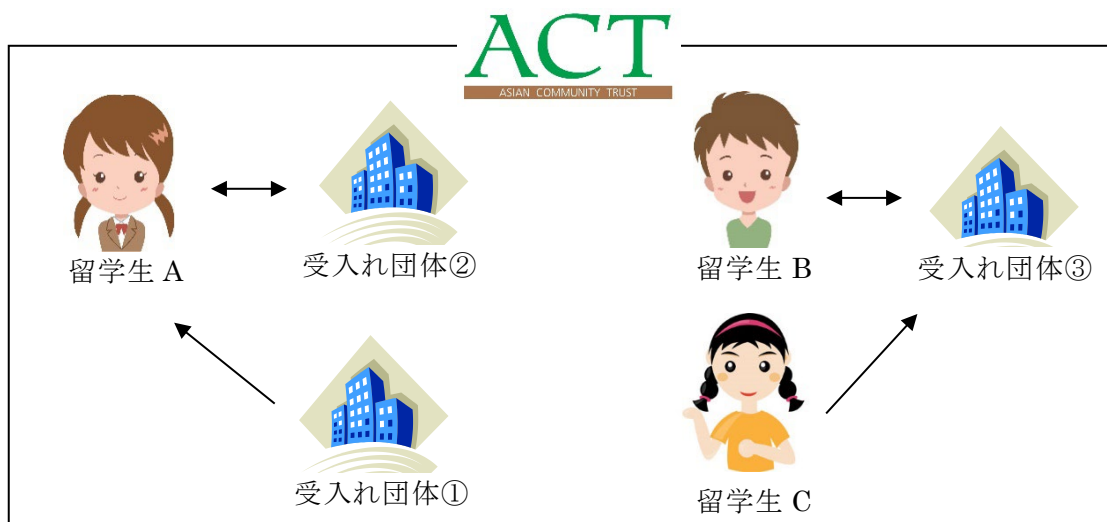 ACT
ASIAN COMMUNITY TRUST
留学生 A
受入れ団体②
留学生 B
受入れ団体③
受入れ団体①
留学生 C